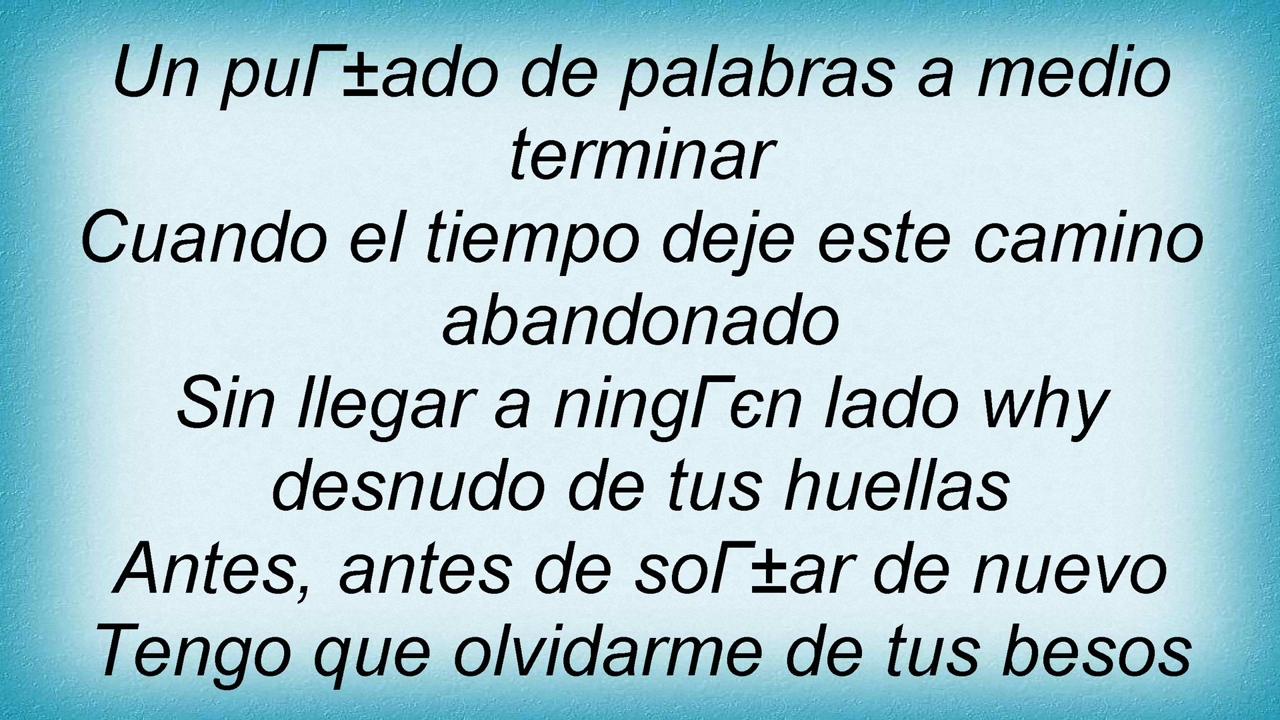 Un puГ±ado de palabras a medio
terminar
Cuando el tiempo deje este camino
abandonado
Sin llegar a ningГєn lado why
desnudo de tus huellas
Antes, antes de soГ±ar de nuevo
Tengo que olvidarme de tus besos